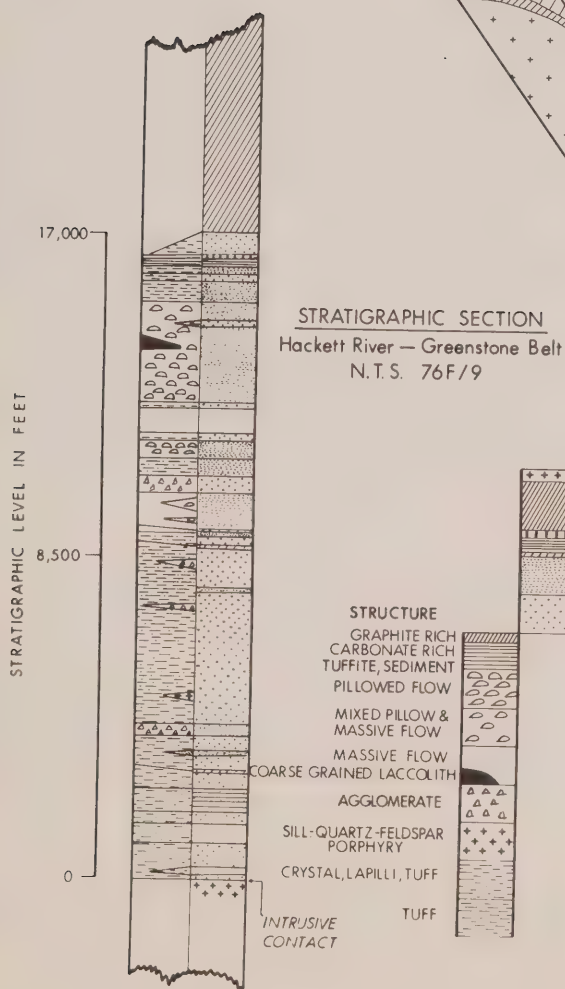 17,000
8,500
0
STRATIGRAPHIC LEVEL IN FEET
STRATIGRAPHIC SECTION
Hackett River — Greenstone Belt
N.T.S. 76F/9
INTRUSIVE
CONTACT
STRUCTURE
GRAPHITE RICH
CARBONATE RICH
TUFFITE, SEDIMENT
PILLOWED FLOW
MIXED PILLOW &
MASSIVE FLOW
MASSIVE FLOW
COARSE GRAINED LACCOLITH
AGGLOMERATE
SILL-QUARTZ-FELDSPAR
PORPHYRY
CRYSTAL, LAPILLI, TUFF
TUFF